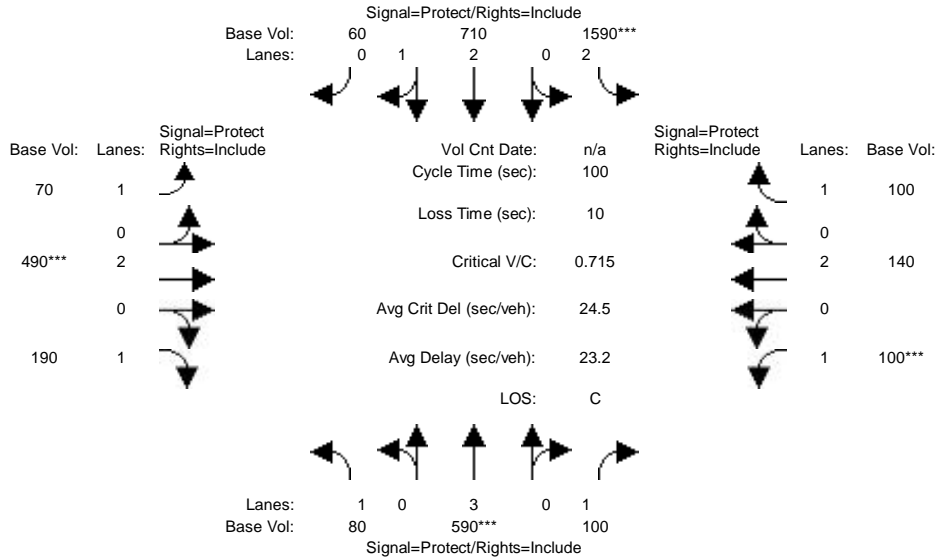 Signal=Protect/Rights=Include
Base Vol: 60 710 1590***
Lanes: 0 1 2 0 2
Signal=Protect
Base Vol: Lanes: Rights=Include
70 1
0
490*** 2
0
190 1
Vol Cnt Date: n/a
Cycle Time (sec): 100
Loss Time (sec): 10
Critical V/C: 0.715
Avg Crit Del (sec/veh): 24.5
Avg Delay (sec/veh): 23.2
LOS: C
Signal=Protect
Rights=Include Lanes: Base Vol:
1 100
0
2 140
0
1 100***
Lanes: 1 0 3 0 1
Base Vol: 80 590*** 100
Signal=Protect/Rights=Include